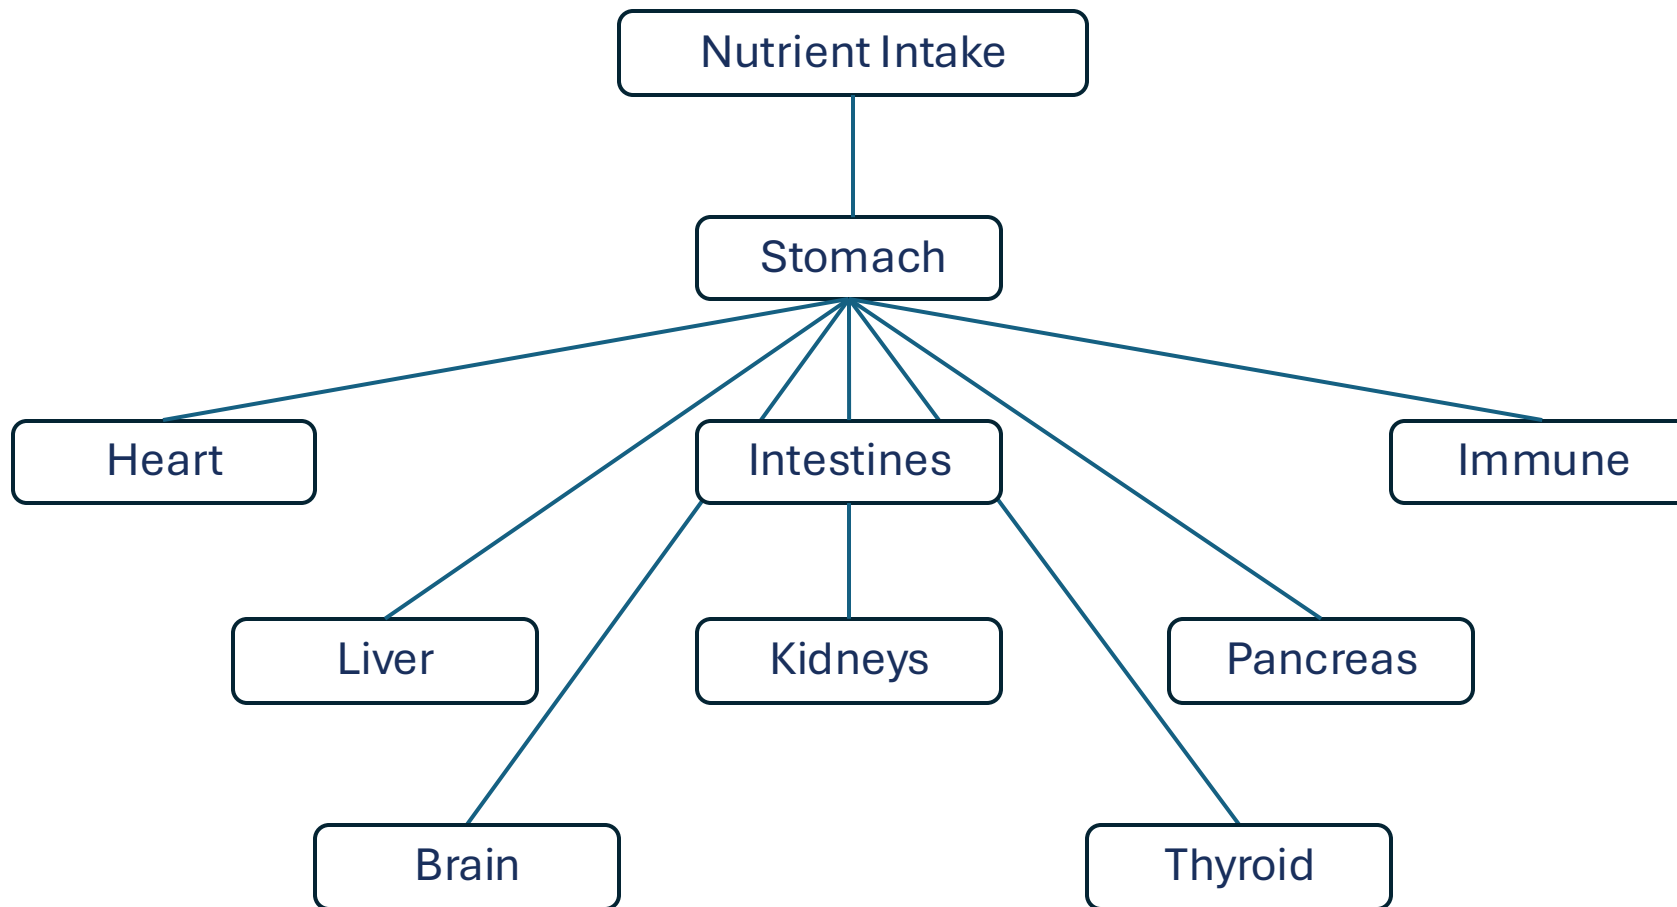 Nutrient Intake
Stomach
Heart
Intestines
Immune
Liver
Kidneys
Pancreas
Brain
Thyroid